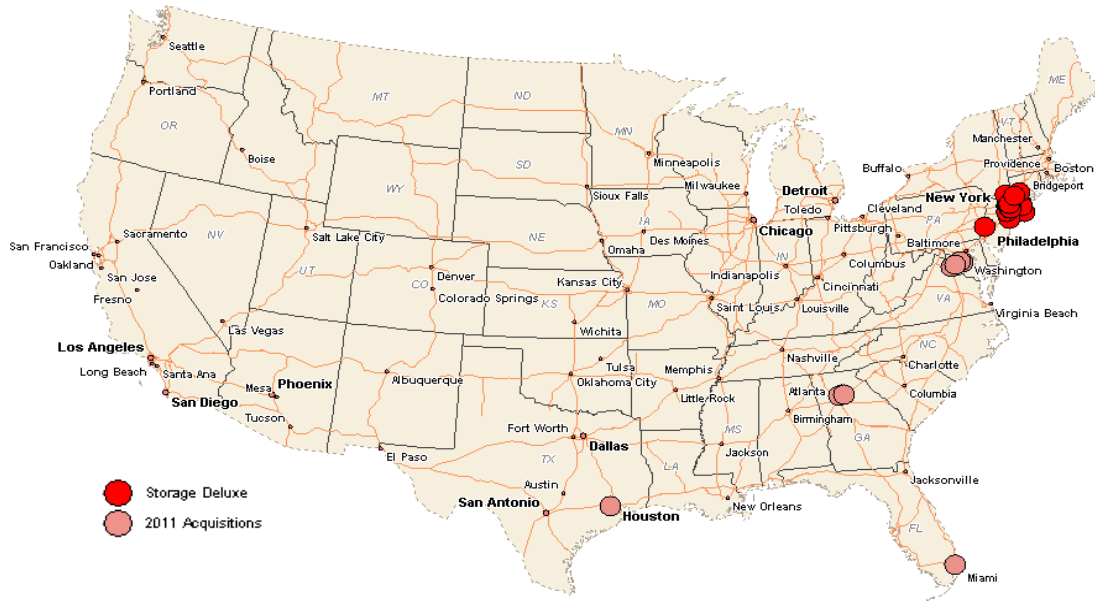 Seattle
ME
MT
ND
Portland
VT
OR
MN
Manchester
Boise
Minneapolis
Providence
Boston
SD
Buffalo
Milwaukee
Detroit
Bridgeport
WY
Sioux Falls
New York
Toledo
Cleveland
IA
PA
NV
Sacramento
Salt Lake City
NE
Des Moines
Chicago
Pittsburgh
Philadelphia
San Francisco
Omaha
Baltimore
Oakland
UT
Denver
IN
Columbus
Washington
San Jose
CO
Kansas City
Indianapolis
Cincinnati
Fresno
Colorado Springs
KS
MO
Saint Louis
Louisville
VA
Virginia Beach
Las Vegas
Wichita
NC
Los Angeles
Nashville
Long Beach
Santa Ana
Tulsa
Memphis
Charlotte
Mesa
Phoenix
Albuquerque
Oklahoma City
Atlanta
San Diego
Little Rock
Columbia
Tucson
Birmingham
Fort Worth
MS
GA
Dallas
El Paso
Jackson
TX
LA
Jacksonville
Storage Deluxe
Austin
San Antonio
New Orleans
2011 Acquisitions
Houston
FL
Miami